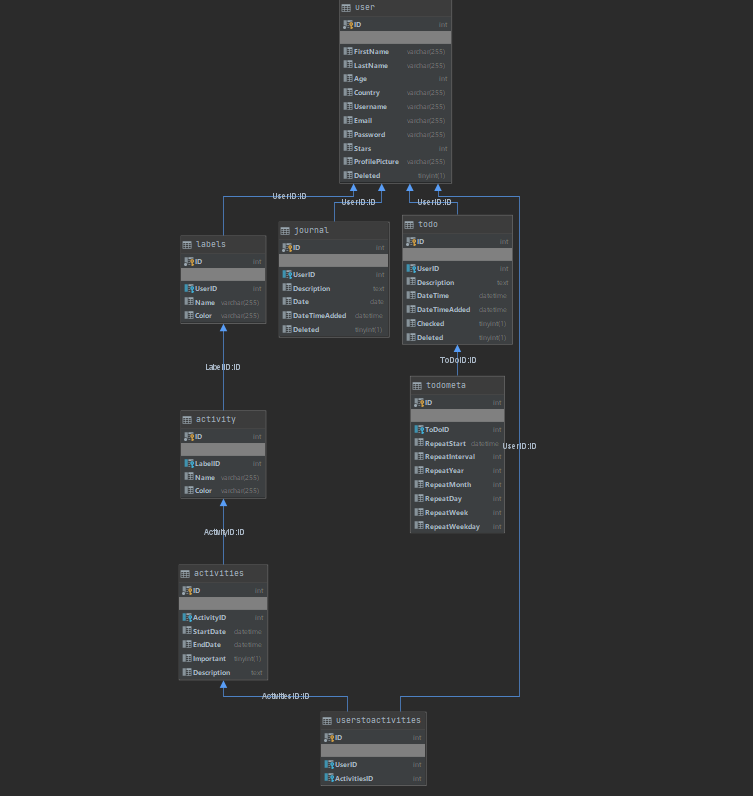 user
ID int
FirstName varchar(255)
LastName varchar(255)
Age int
Country varchar(255)
Username varchar(255)
Email varchar(255)
Password varchar(255)
Stars int
ProfilePicture varchar(255)
Deleted tinyint(1)
UserID:ID
UserID:ID
UserID:ID
labels
ID int
UserID int
Name varchar(255)
Color varchar(255)
journal
ID int
UserID int
Description text
Date date
DateTimeAdded datetime
Deleted tinyint(1)
todo
ID int
UserID int
Description text
DateTime datetime
DateTimeAdded datetime
Checked tinyint(1)
Deleted tinyint(1)
LabelID:ID
ToDoID:ID
activity
ID int
LabelID int
Name varchar(255)
Color varchar(255)
todometa
ID int
ToDoID int
RepeatStart datetime
RepeatInterval int
RepeatYear int
RepeatMonth int
RepeatDay int
RepeatWeek int
RepeatWeekday int
UserID:ID
ActivityID:ID
activities
ID int
ActivityID int
StartDate datetime
EndDate datetime
Important tinyint(1)
Description text
ActivitiesID:ID
userstoactivities
ID int
UserID int
ActivitiesID int